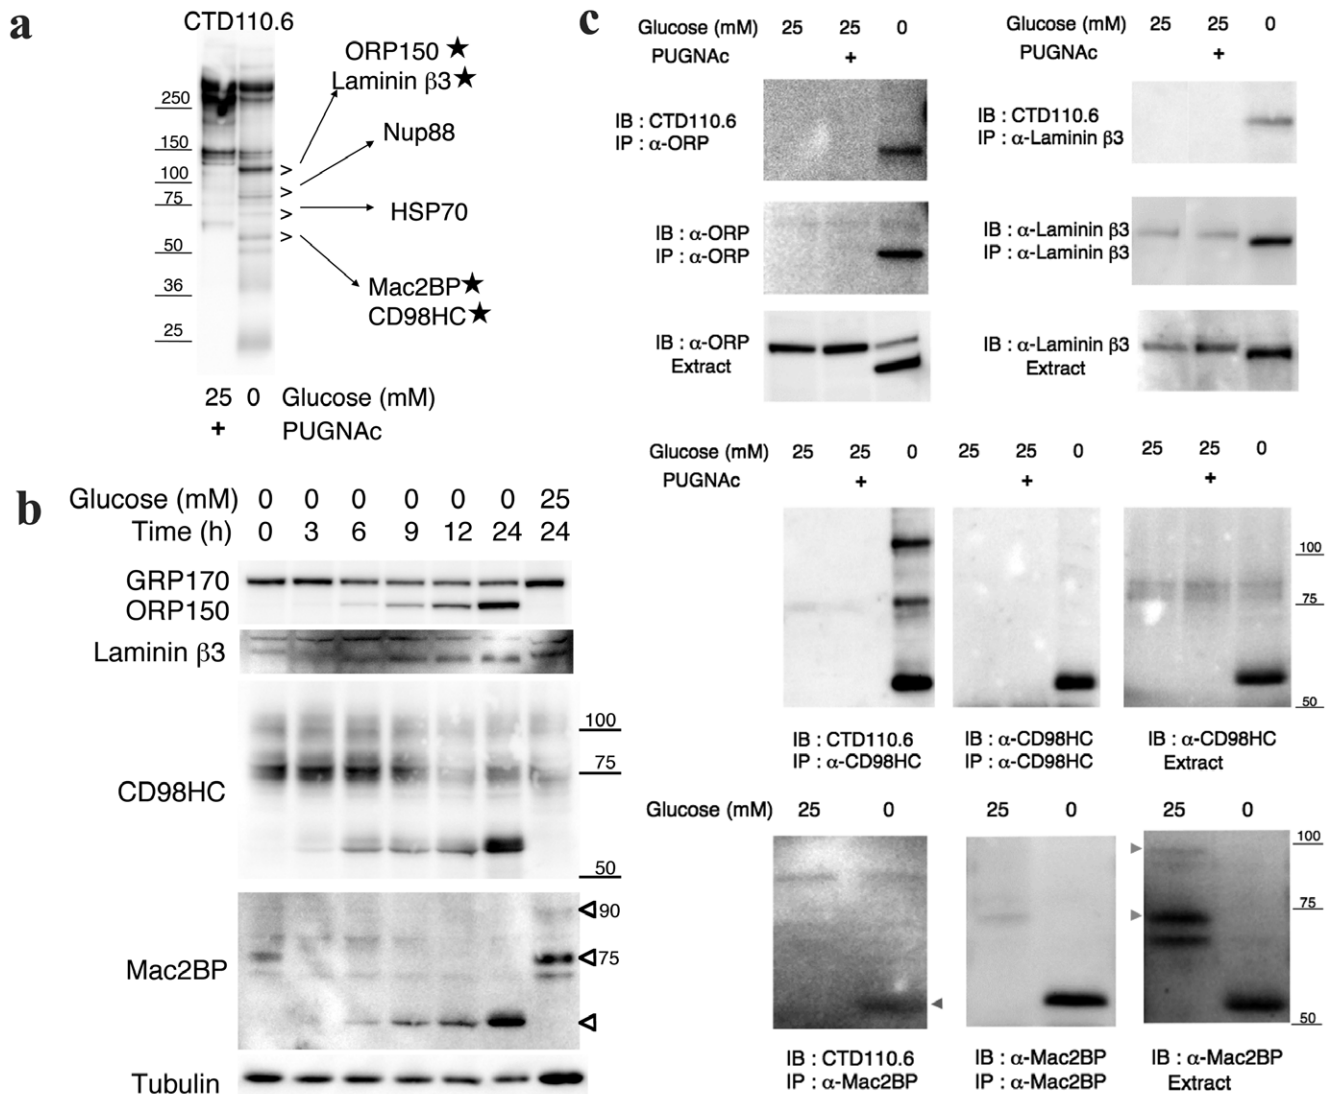 a
CTD110.6
ORP150 ★
Laminin β3 ★
Nup88
HSP70
Mac2BP ★
CD98HC ★
250
150
100
75
50
36
25
>
>
>
>
25 0 Glucose (mM)
+ PUGNAc
b
Glucose (mM) 0 0 0 0 0 0 25
Time (h) 0 3 6 9 12 24 24
GRP170
ORP150
Laminin β3
CD98HC
100
75
50
Mac2BP
90
75
Tubulin
c
Glucose (mM) 25 25 0
PUGNAc +
IB : CTD110.6
IP : α-ORP
IB : α-ORP
IP : α-ORP
IB : α-ORP
Extract
Glucose (mM) 25 25 0
PUGNAc +
IB : CTD110.6
IP : α-Laminin β3
IB : α-Laminin β3
IP : α-Laminin β3
IB : α-Laminin β3
Extract
Glucose (mM) 25 25 0 25 25 0 25 25 0
PUGNAc + + +
100
75
50
IB : CTD110.6
IP : α-CD98HC
IB : α-CD98HC
IP : α-CD98HC
IB : α-CD98HC
Extract
Glucose (mM) 25 0 25 0 25 0
100
75
50
IB : CTD110.6
IP : α-Mac2BP
IB : α-Mac2BP
IP : α-Mac2BP
IB : α-Mac2BP
Extract